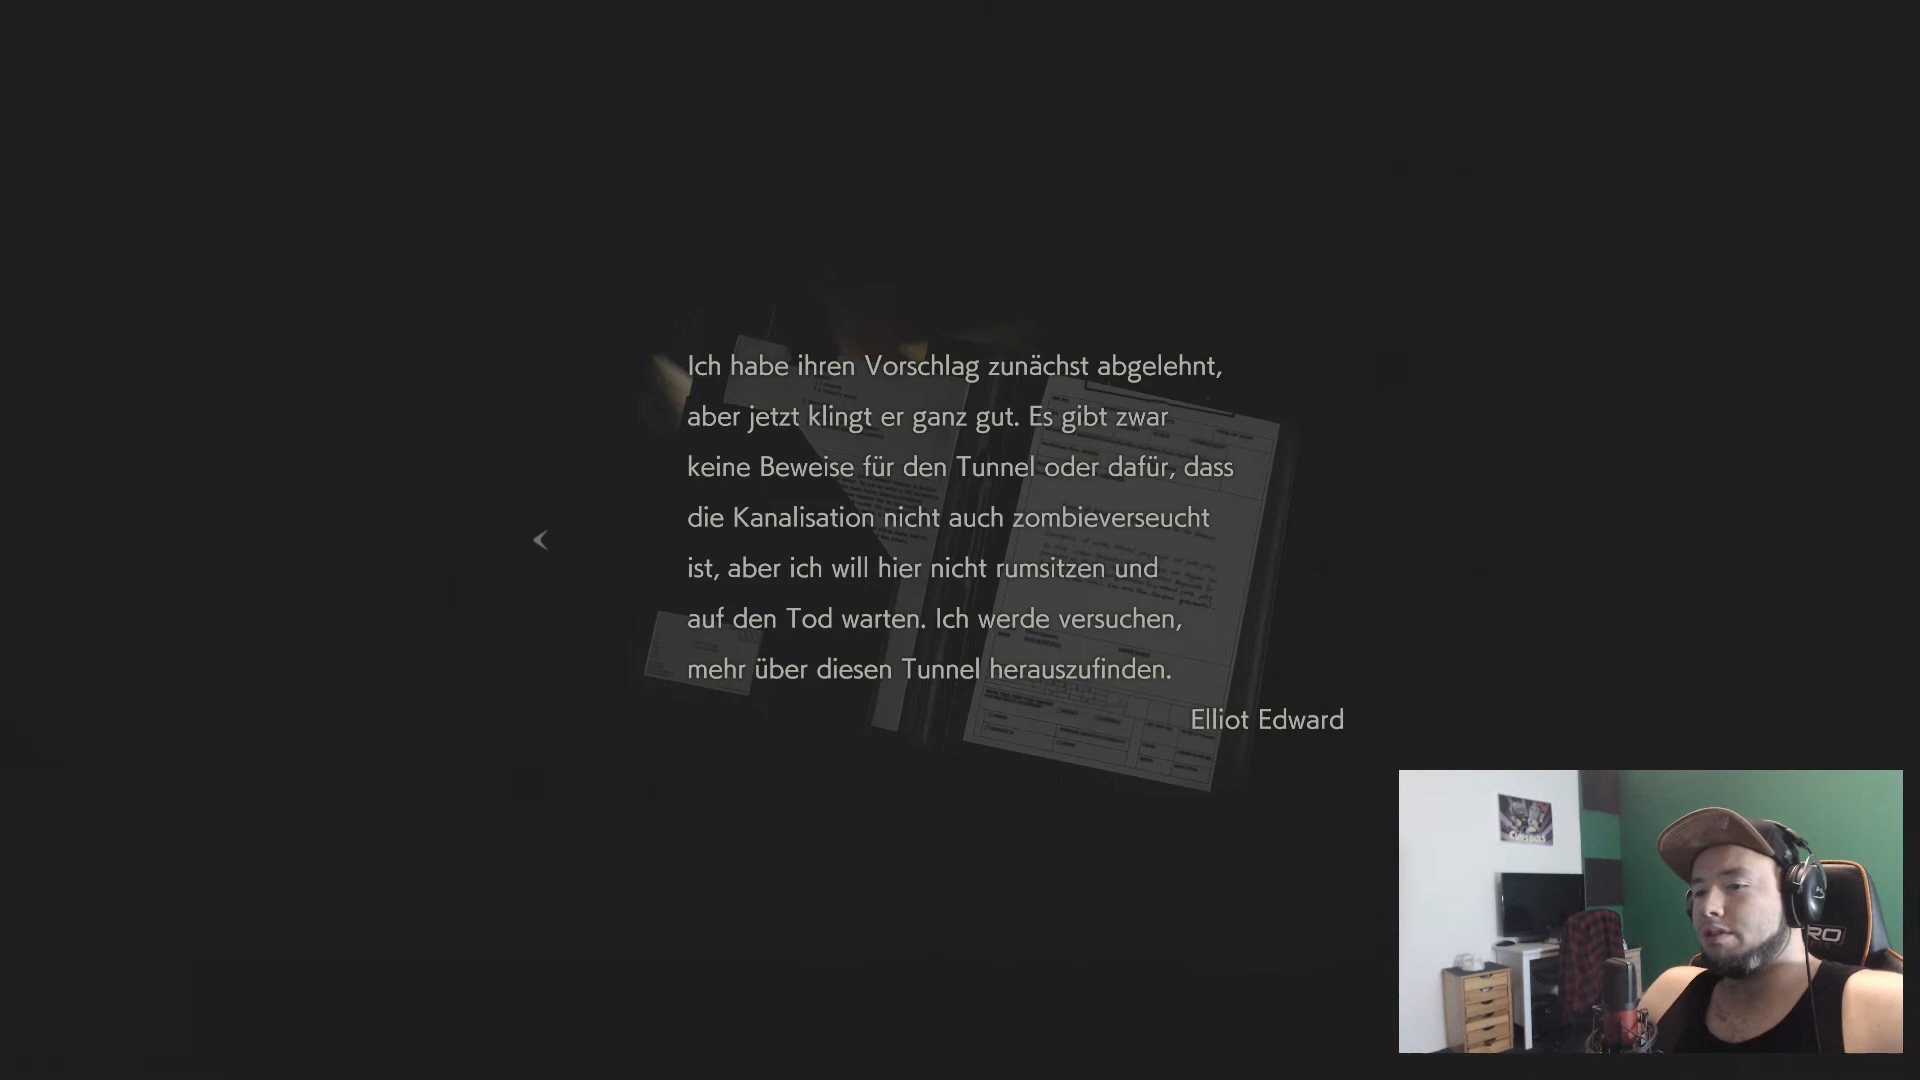 Ich habe ihren Vorschlag zunächst abgelehnt,
aber jetzt klingt er ganz gut. Es gibt zwar
keine Beweise für den Tunnel oder dafür, dass
die Kanalisation nicht auch zombieverseucht
ist, aber ich will hier nicht rumsitzen und
auf den Tod warten. Ich werde versuchen,
mehr über diesen Tunnel herauszufinden.
Elliot Edward
CUPSOULS
RO